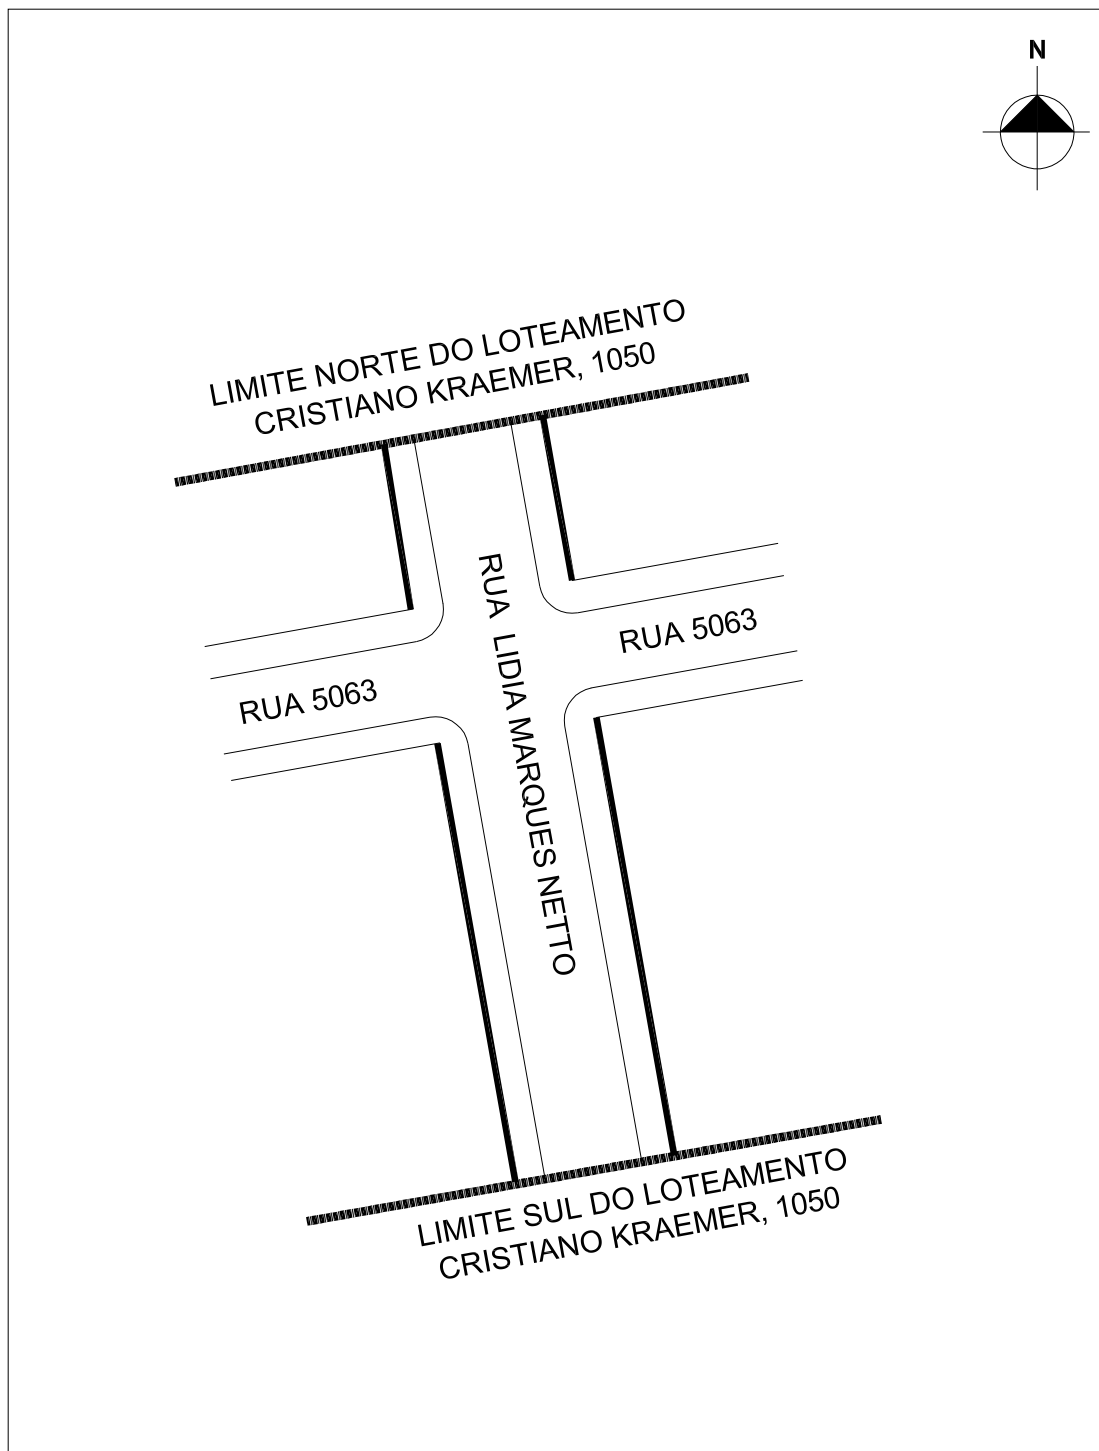 N
LIMITE NORTE DO LOTEAMENTO
CRISTIANO KRAEMER, 1050
RUA LIDIA MARQUES NETTO
RUA 5063
RUA 5063
LIMITE SUL DO LOTEAMENTO
CRISTIANO KRAEMER, 1050